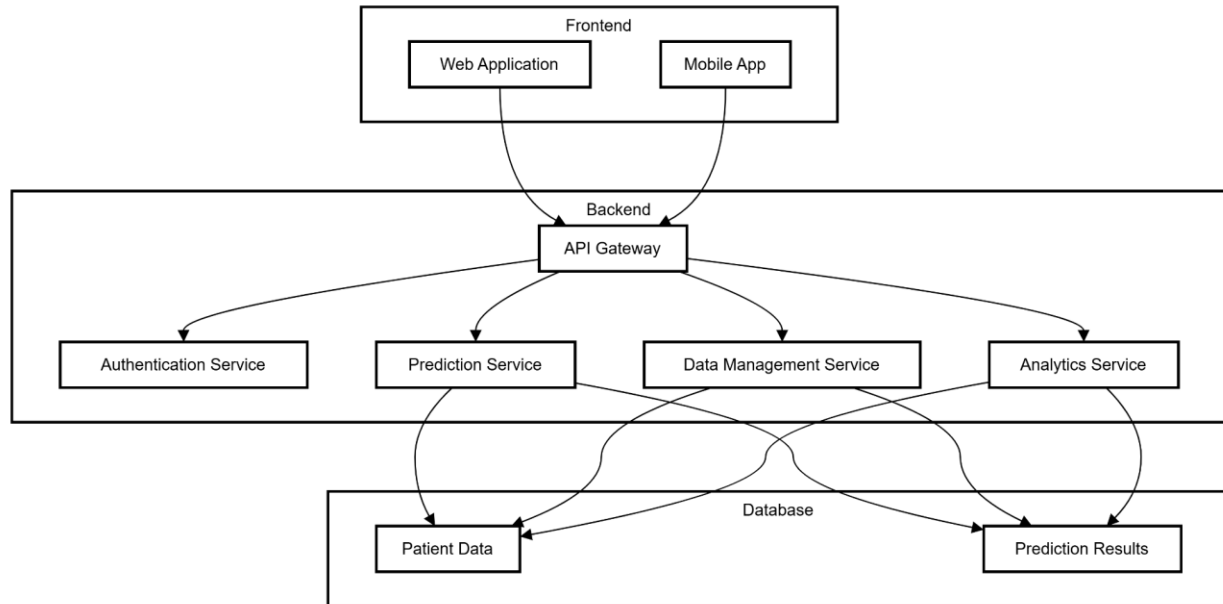 Frontend
Web Application
Mobile App
Backend
API Gateway
Authentication Service
Prediction Service
Data Management Service
Analytics Service
Database
Patient Data
Prediction Results